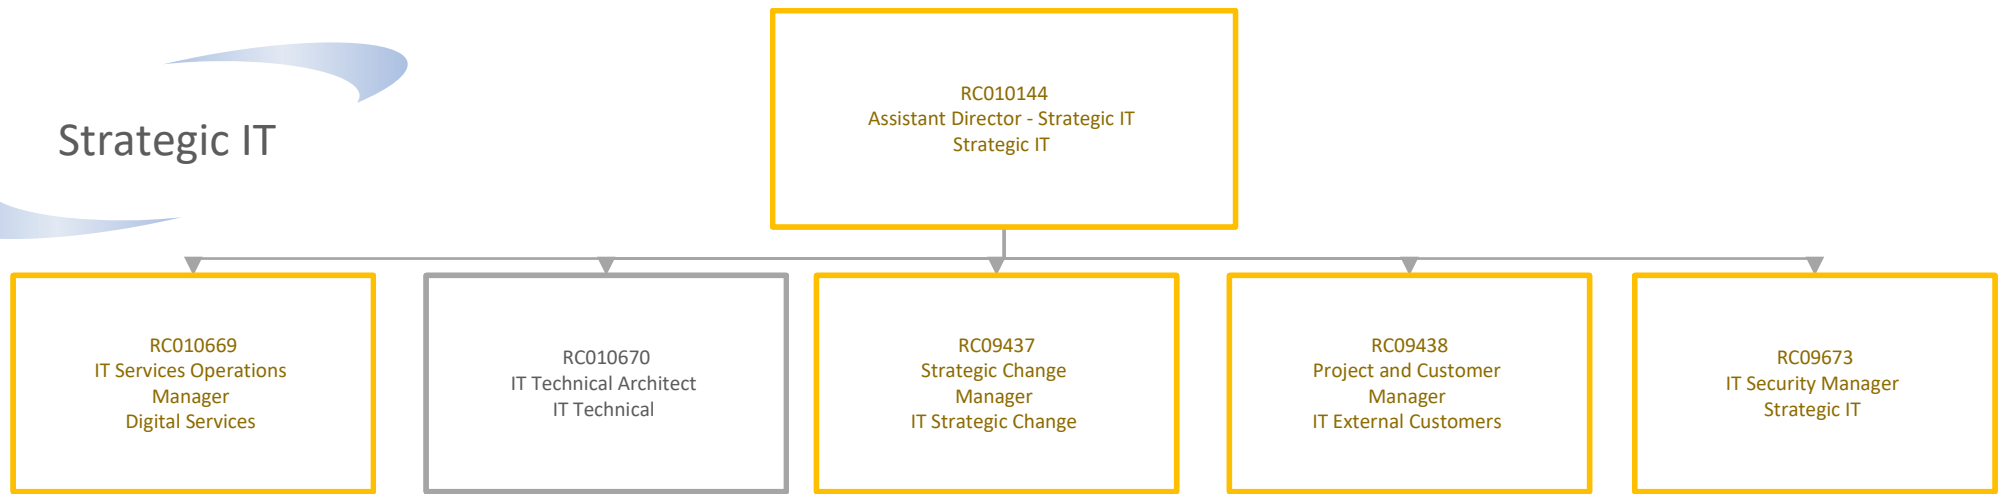 Strategic IT
RC010144
Assistant Director - Strategic IT
Strategic IT
RC010669
IT Services Operations
Manager
Digital Services
RC010670
IT Technical Architect
IT Technical
RC09437
Strategic Change
Manager
IT Strategic Change
RC09438
Project and Customer
Manager
IT External Customers
RC09673
IT Security Manager
Strategic IT